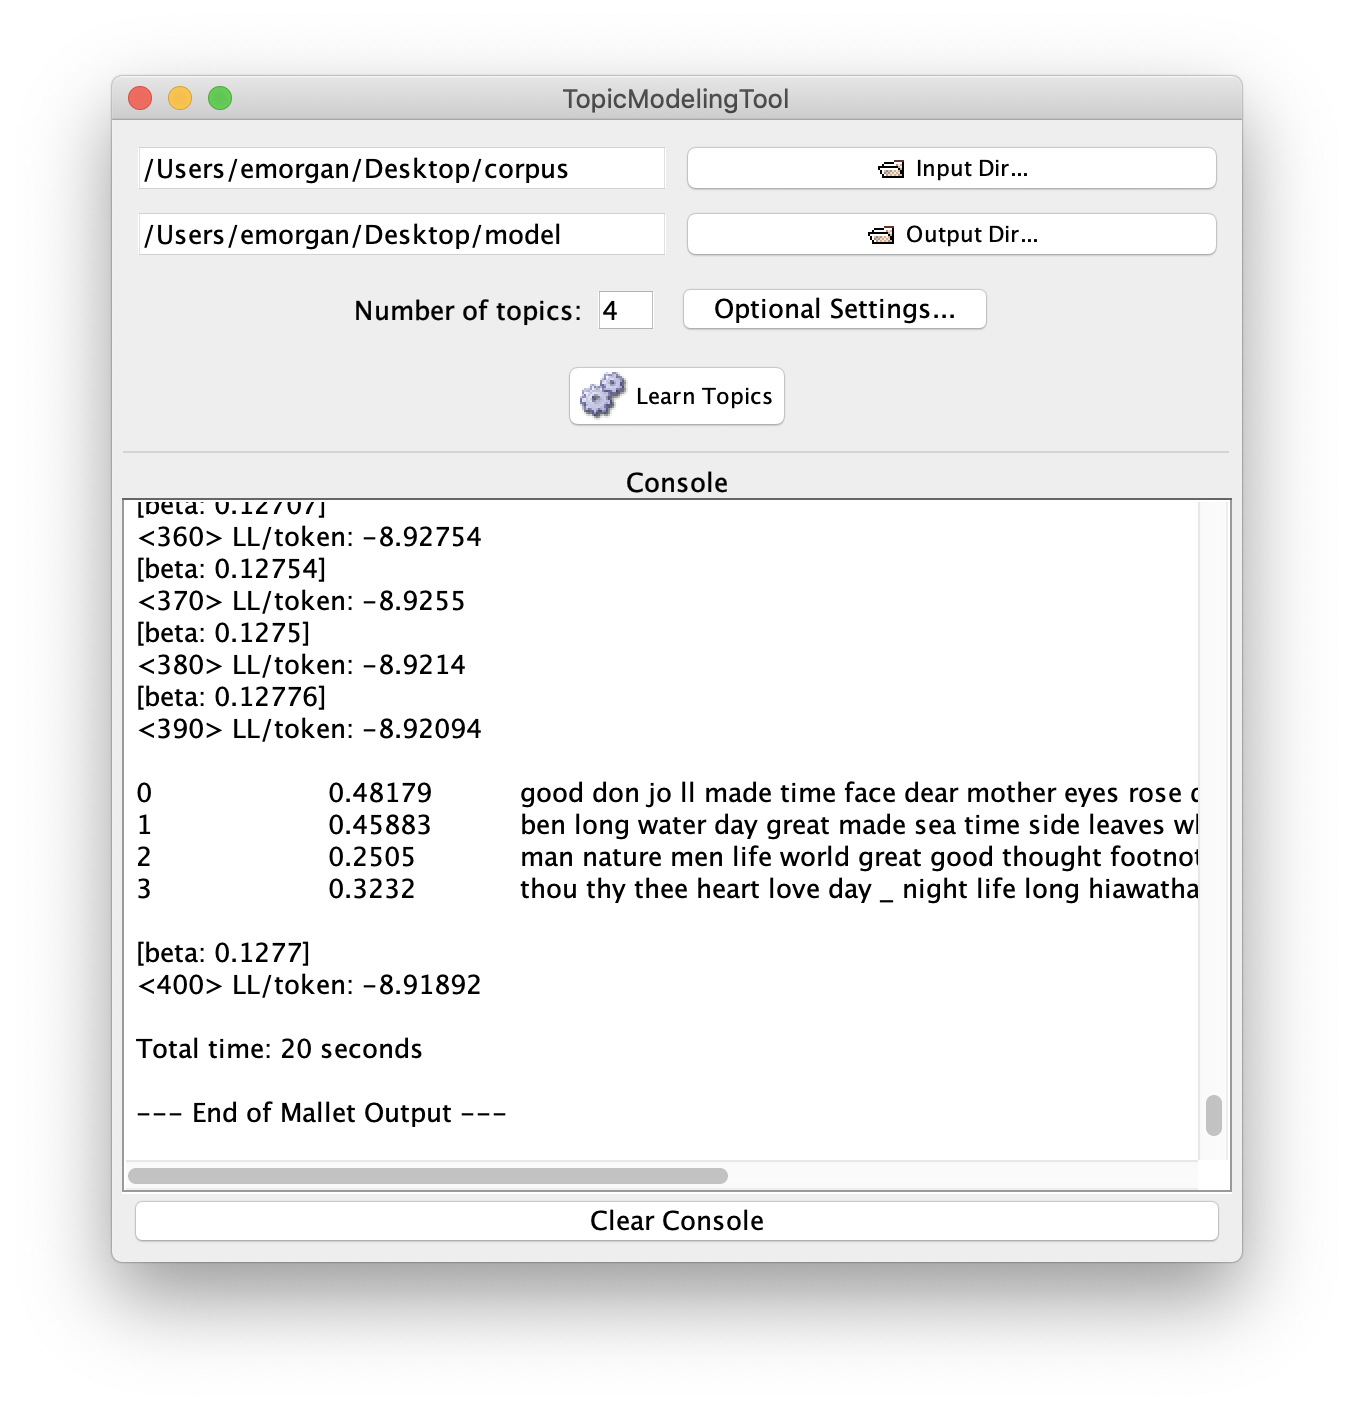 TopicModelingTool
/Users/emorgan/Desktop/corpus
Input Dir...
/Users/emorgan/Desktop/model
Output Dir...
Number of topics: 4
Optional Settings...
Learn Topics
Console
[beta: 0.12707]
<360> LL/token: -8.92754
[beta: 0.12754]
<370> LL/token: -8.9255
[beta: 0.1275]
<380> LL/token: -8.9214
[beta: 0.12776]
<390> LL/token: -8.92094
0 0.48179 good don jo ll made time face dear mother eyes rose
1 0.45883 ben long water day great made sea time side leaves
2 0.2505 man nature men life world great good thought footnot
3 0.3232 thou thy thee heart love day _ night life long hiawatha
[beta: 0.1277]
<400> LL/token: -8.91892
Total time: 20 seconds
--- End of Mallet Output ---
Clear Console